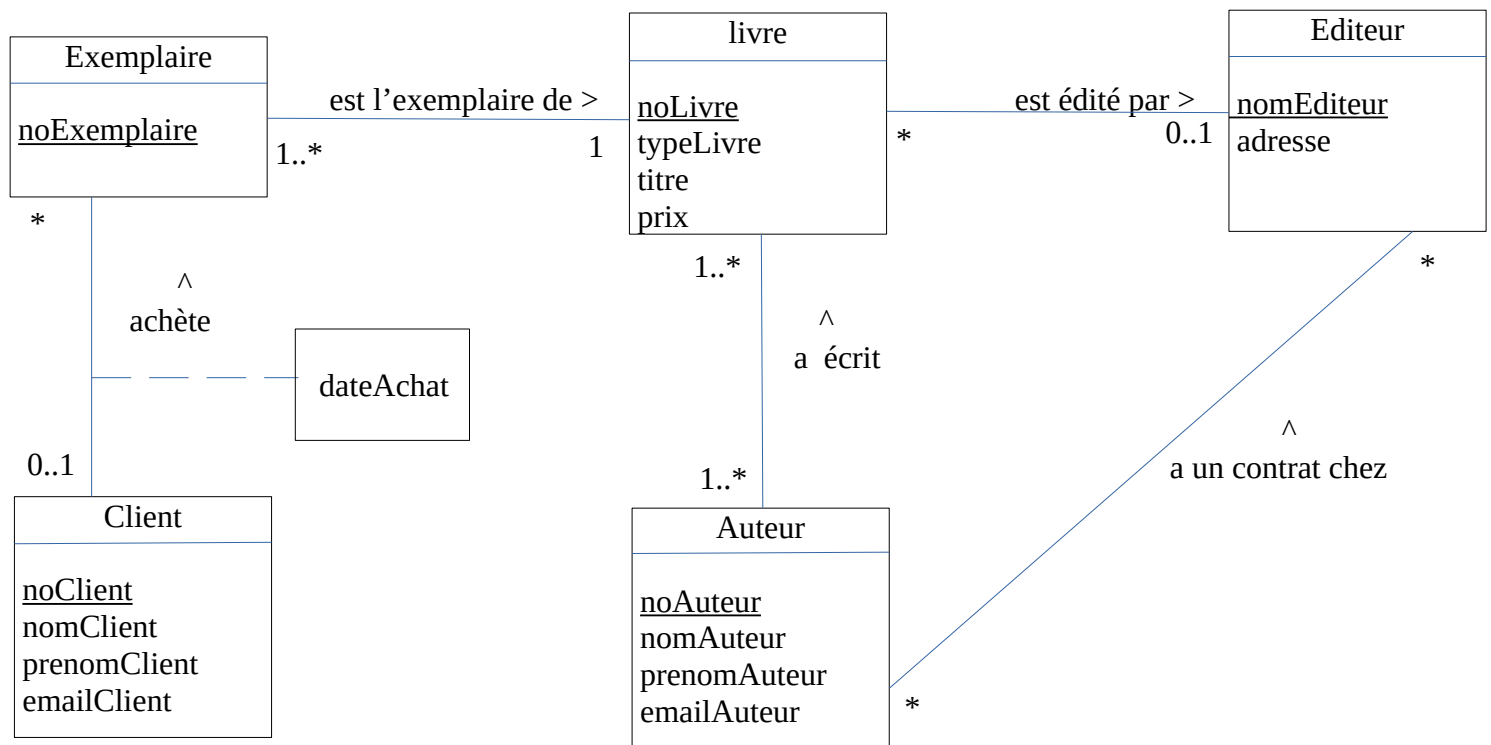 Exemplaire
noExemplaire
est l’exemplaire de >
1..*
1
livre
noLivre
typeLivre
titre
prix
est édité par >
*
0..1
Editeur
nomEditeur
adresse
*
^
achète
dateAchat
0..1
1..*
^
a écrit
1..*
*
^
a un contrat chez
*
Client
noClient
nomClient
prenomClient
emailClient
Auteur
noAuteur
nomAuteur
prenomAuteur
emailAuteur